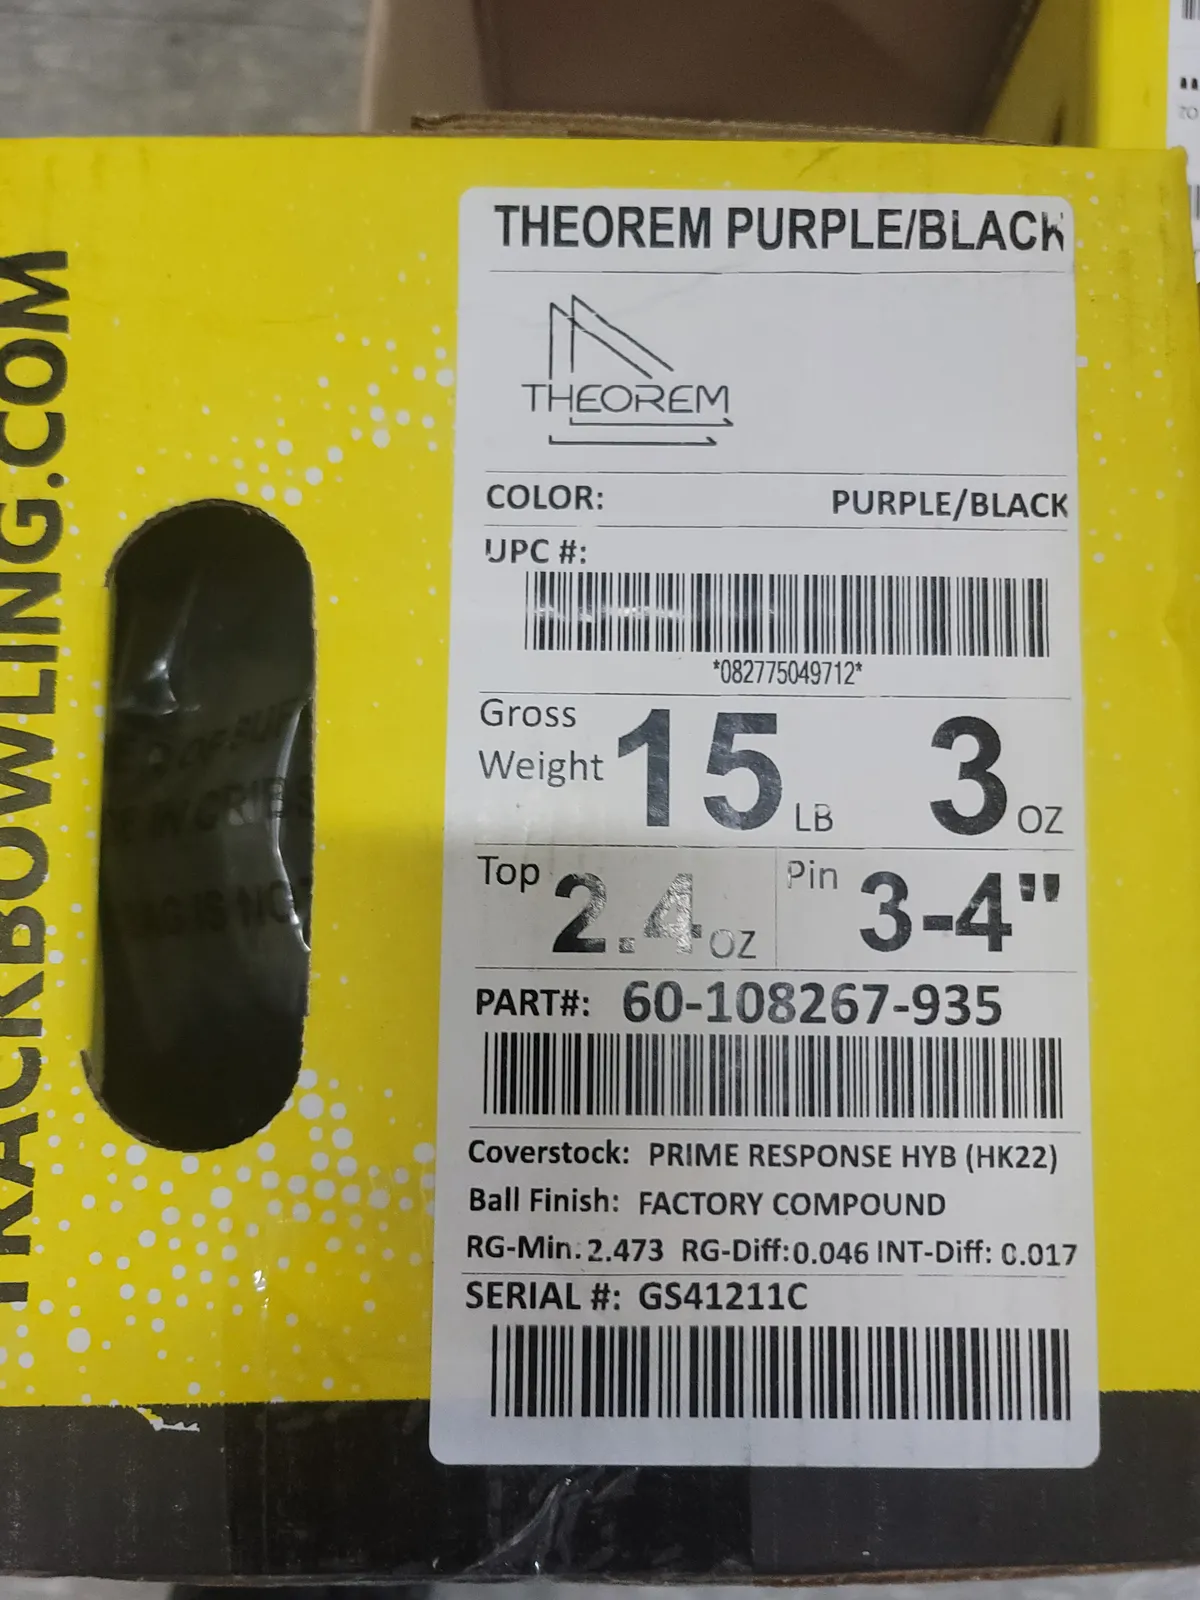 THEOREM PURPLE/BLACK
THEOREM
COLOR: PURPLE/BLACK
UPC #:
*082775049712*
Gross Weight 15 LB 3 OZ
Top 2.4 OZ Pin 3-4"
PART#: 60-108267-935
Coverstock: PRIME RESPONSE HYB (HK22)
Ball Finish: FACTORY COMPOUND
RG-Min: 2.473 RG-Diff: 0.046 INT-Diff: 0.017
SERIAL #: GS41211C
TRACKBOWLING.COM